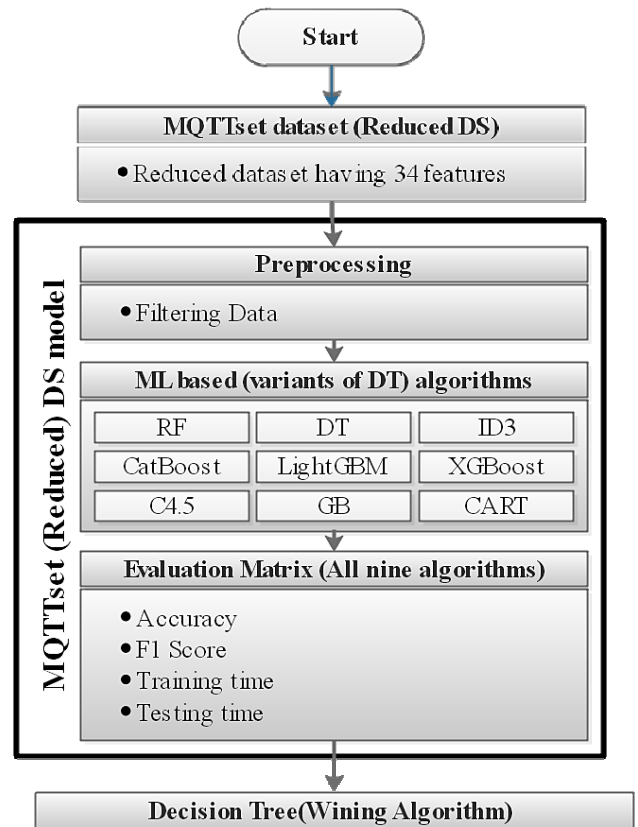 Start
MQTTset dataset (Reduced DS)
• Reduced dataset having 34 features
MQTTset (Reduced) DS model
Preprocessing
• Filtering Data
ML based (variants of DT) algorithms
RF DT ID3
CatBoost LightGBM XGBoost
C4.5 GB CART
Evaluation Matrix (All nine algorithms)
• Accuracy
• F1 Score
• Training time
• Testing time
Decision Tree(Wining Algorithm)